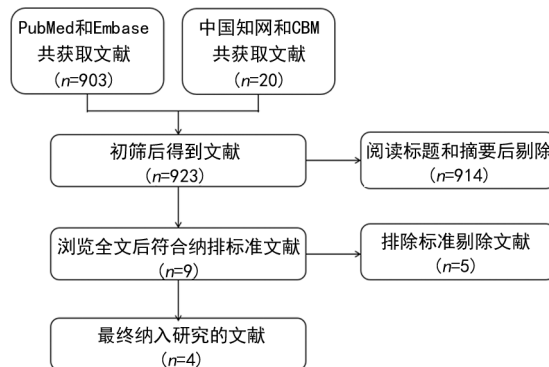 PubMed和Embase
共获取文献
(n=903)
中国知网和CBM
共获取文献
(n=20)
初筛后得到文献
(n=923)
阅读标题和摘要后剔除
(n=914)
浏览全文后符合纳排标准文献
(n=9)
排除标准剔除文献
(n=5)
最终纳入研究的文献
(n=4)